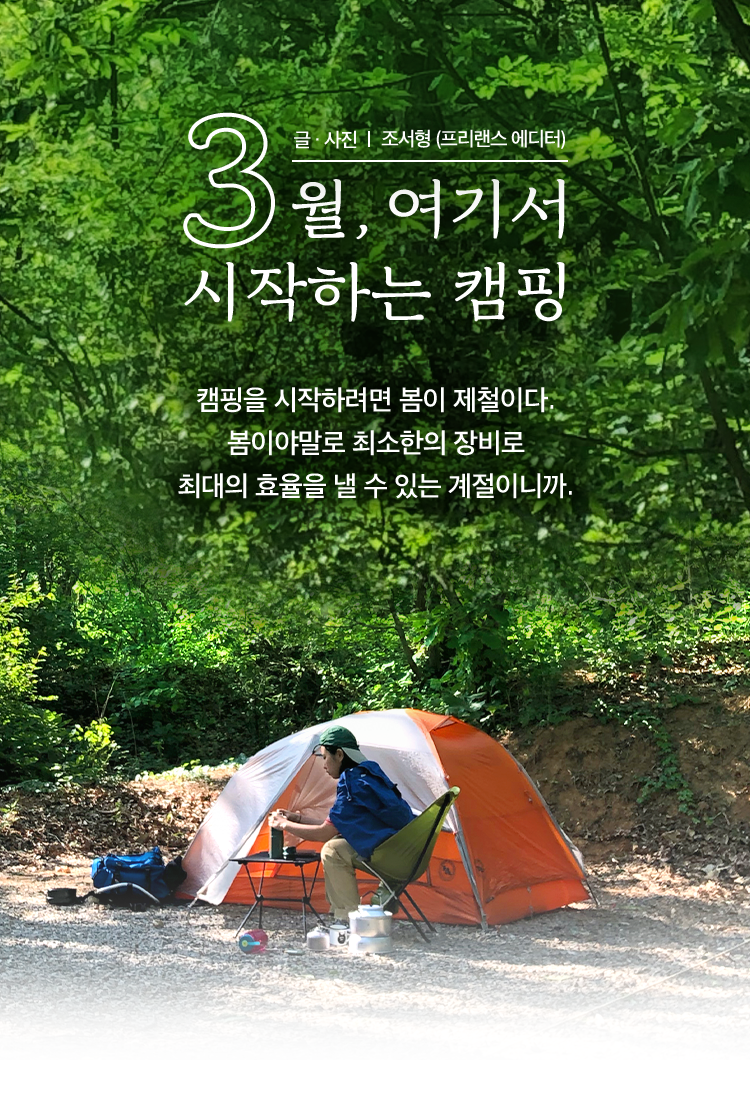 글 · 사진 ㅣ 조서형 (프리랜스 에디터)
3월, 여기서
시작하는 캠핑
캠핑을 시작하려면 봄이 제철이다.
봄이야말로 최소한의 장비로
최대의 효율을 낼 수 있는 계절이니까.